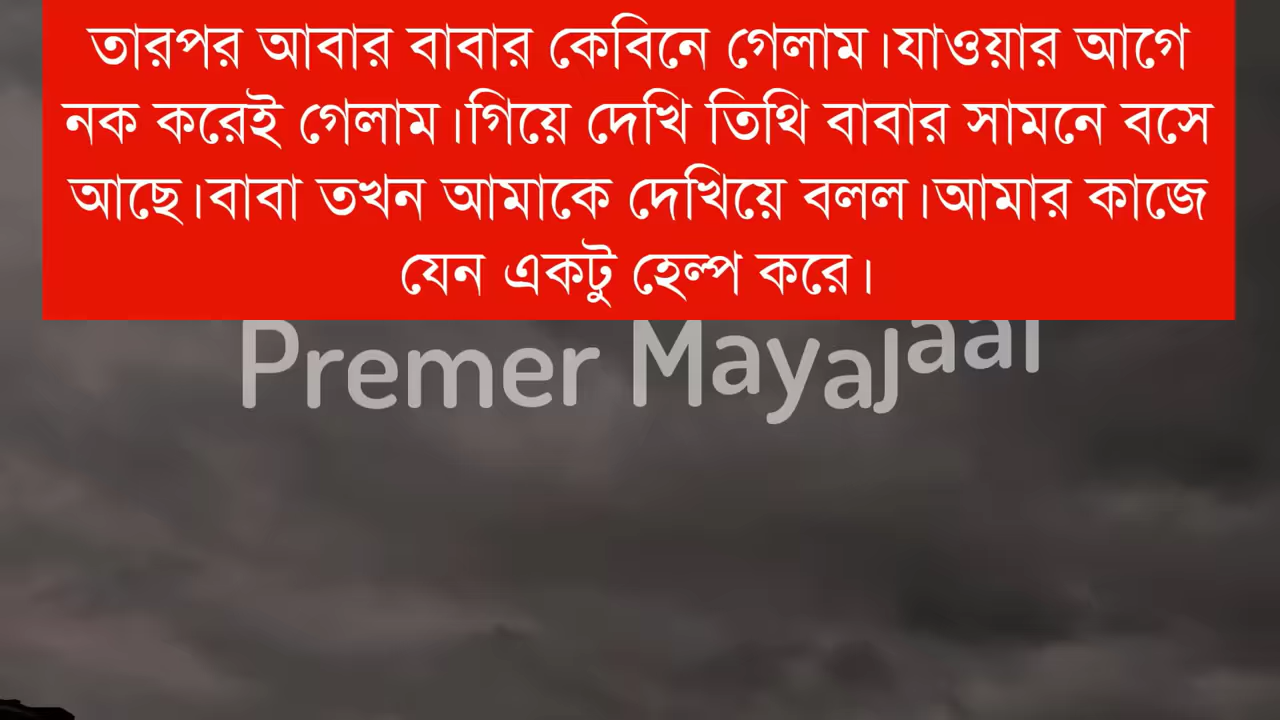 তারপর আবার বাবার কেবিনে গেলাম।যাওয়ার আগে
নক করেই গেলাম।গিয়ে দেখি তিথি বাবার সামনে বসে
আছে।বাবা তখন আমাকে দেখিয়ে বলল।আমার কাজে
যেন একটু হেল্প করে।
Premer Mayajaal